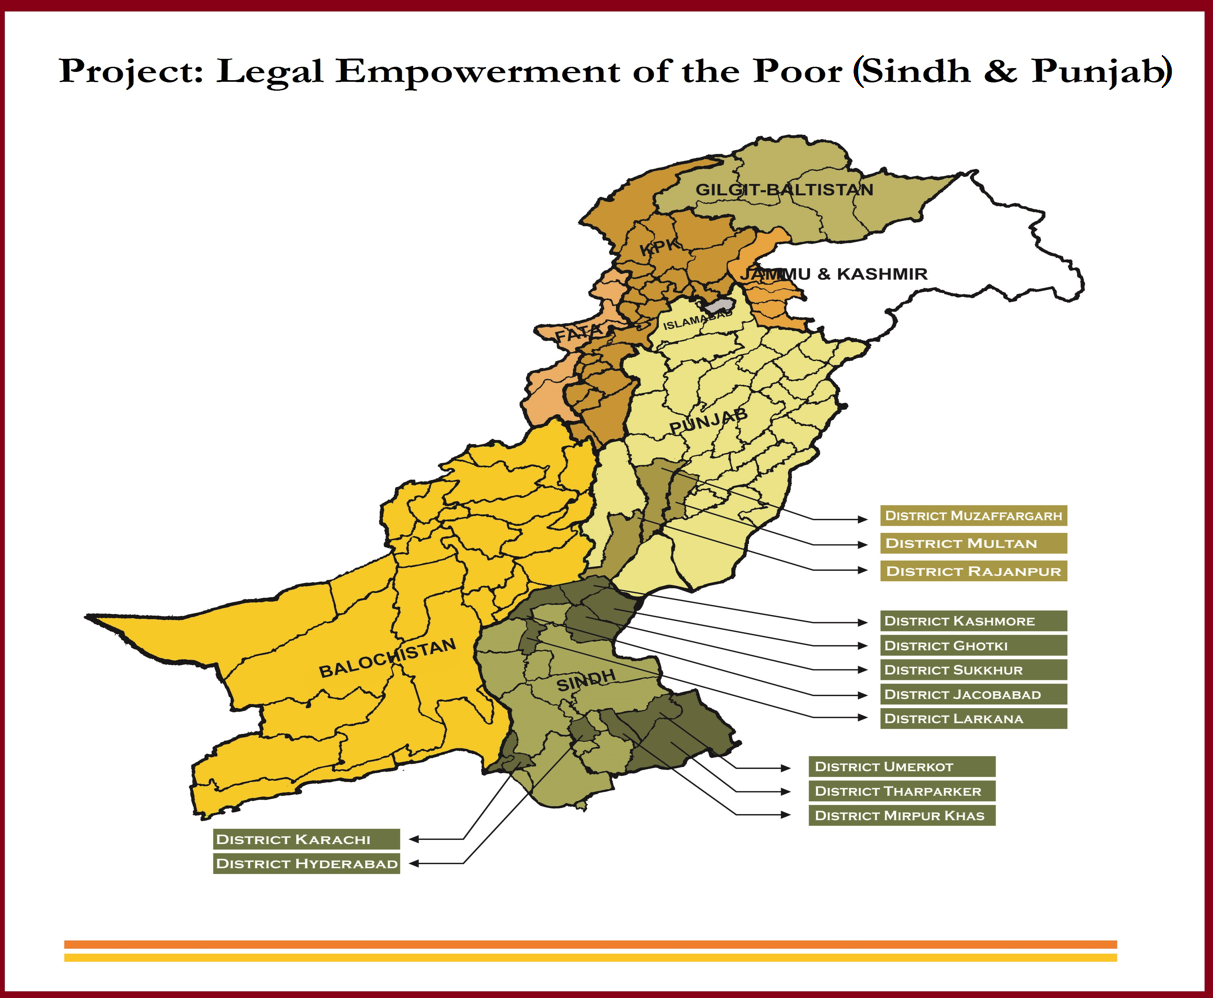 Project: Legal Empowerment of the Poor (Sindh & Punjab)
GILGIT-BALTISTAN
KPK
JAMMU & KASHMIR
ISLAMABAD
FATA
PUNJAB
District Muzaffargarh
District Multan
District Rajanpur
District Kashmore
District Ghotki
District Sukkhur
District Jacobabad
District Larkana
BALOCHISTAN
SINDH
District Umerkot
District Tharparker
District Mirpur Khas
District Karachi
District Hyderabad